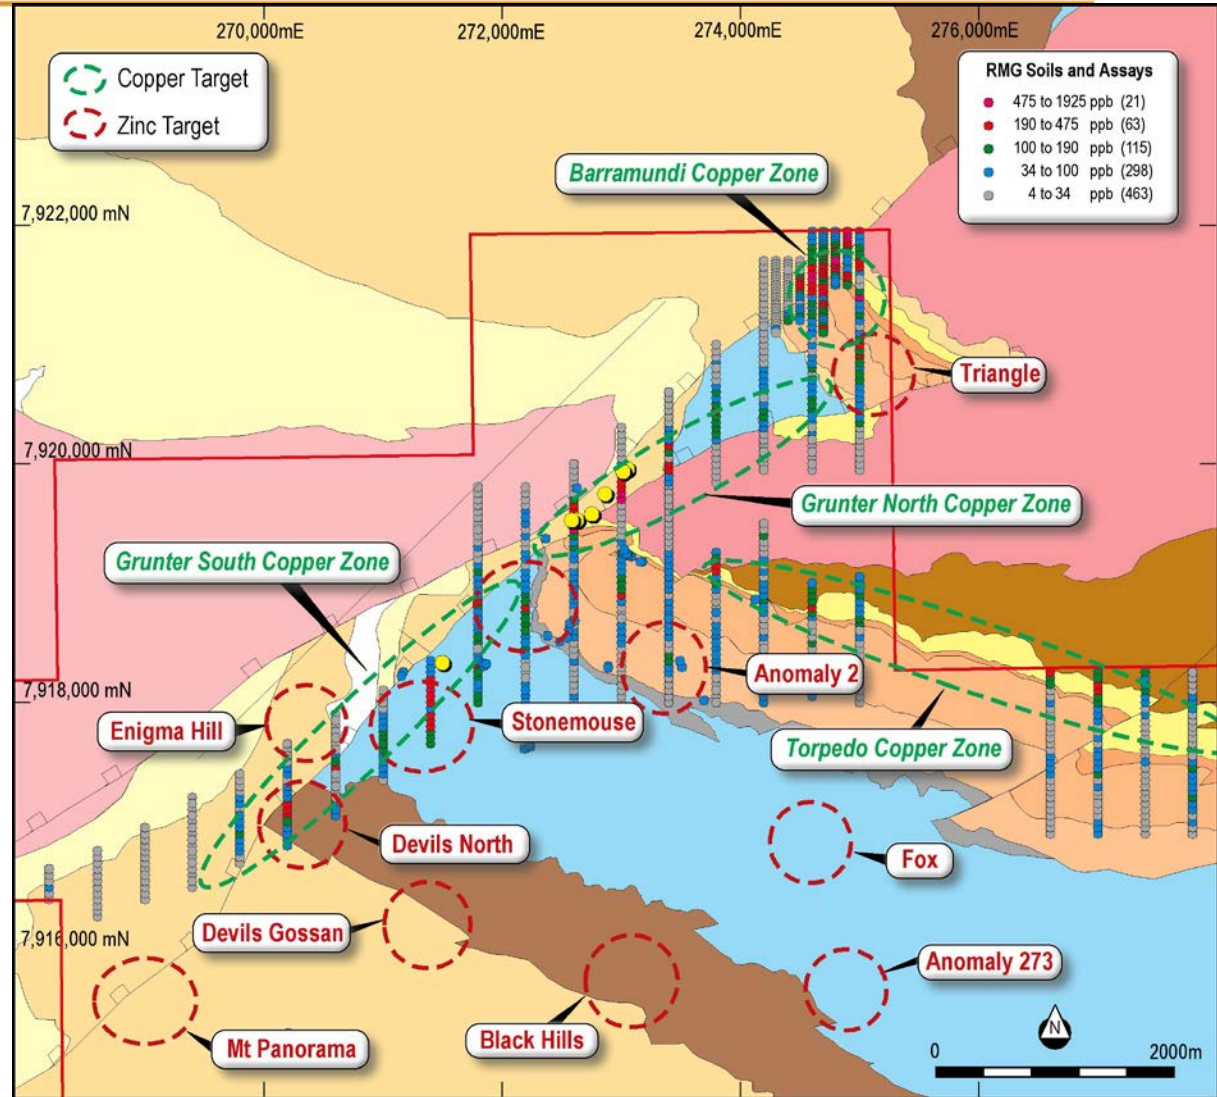 270,000mE
272,000mE
274,000mE
276,000mE
Copper Target
Zinc Target
RMG Soils and Assays
475 to 1925 ppb (21)
190 to 475 ppb (63)
100 to 190 ppb (115)
34 to 100 ppb (298)
4 to 34 ppb (463)
Barramundi Copper Zone
7,922,000 mN
Triangle
7,920,000 mN
Grunter North Copper Zone
Grunter South Copper Zone
Anomaly 2
7,918,000 mN
Enigma Hill
Stonemouse
Torpedo Copper Zone
Devils North
Fox
Devils Gossan
7,916,000 mN
Anomaly 273
Black Hills
Mt Panorama
N
0
2000m